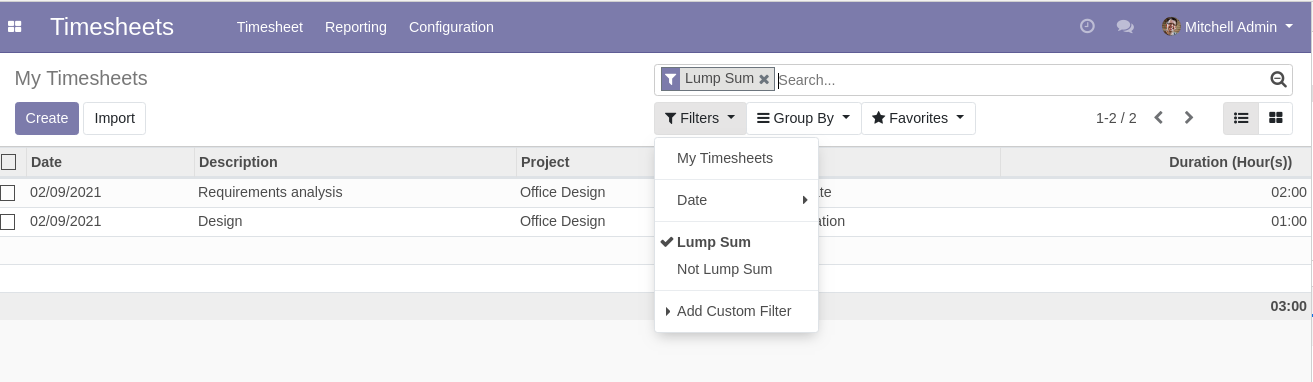 Timesheets Timesheet Reporting Configuration Mitchell Admin
My Timesheets Lump Sum Search...
Create Import Filters Group By Favorites 1-2 / 2
Date Description Project Duration (Hour(s))
02/09/2021 Requirements analysis Office Design 02:00
02/09/2021 Design Office Design 01:00
03:00
My Timesheets
Date
Lump Sum
Not Lump Sum
Add Custom Filter